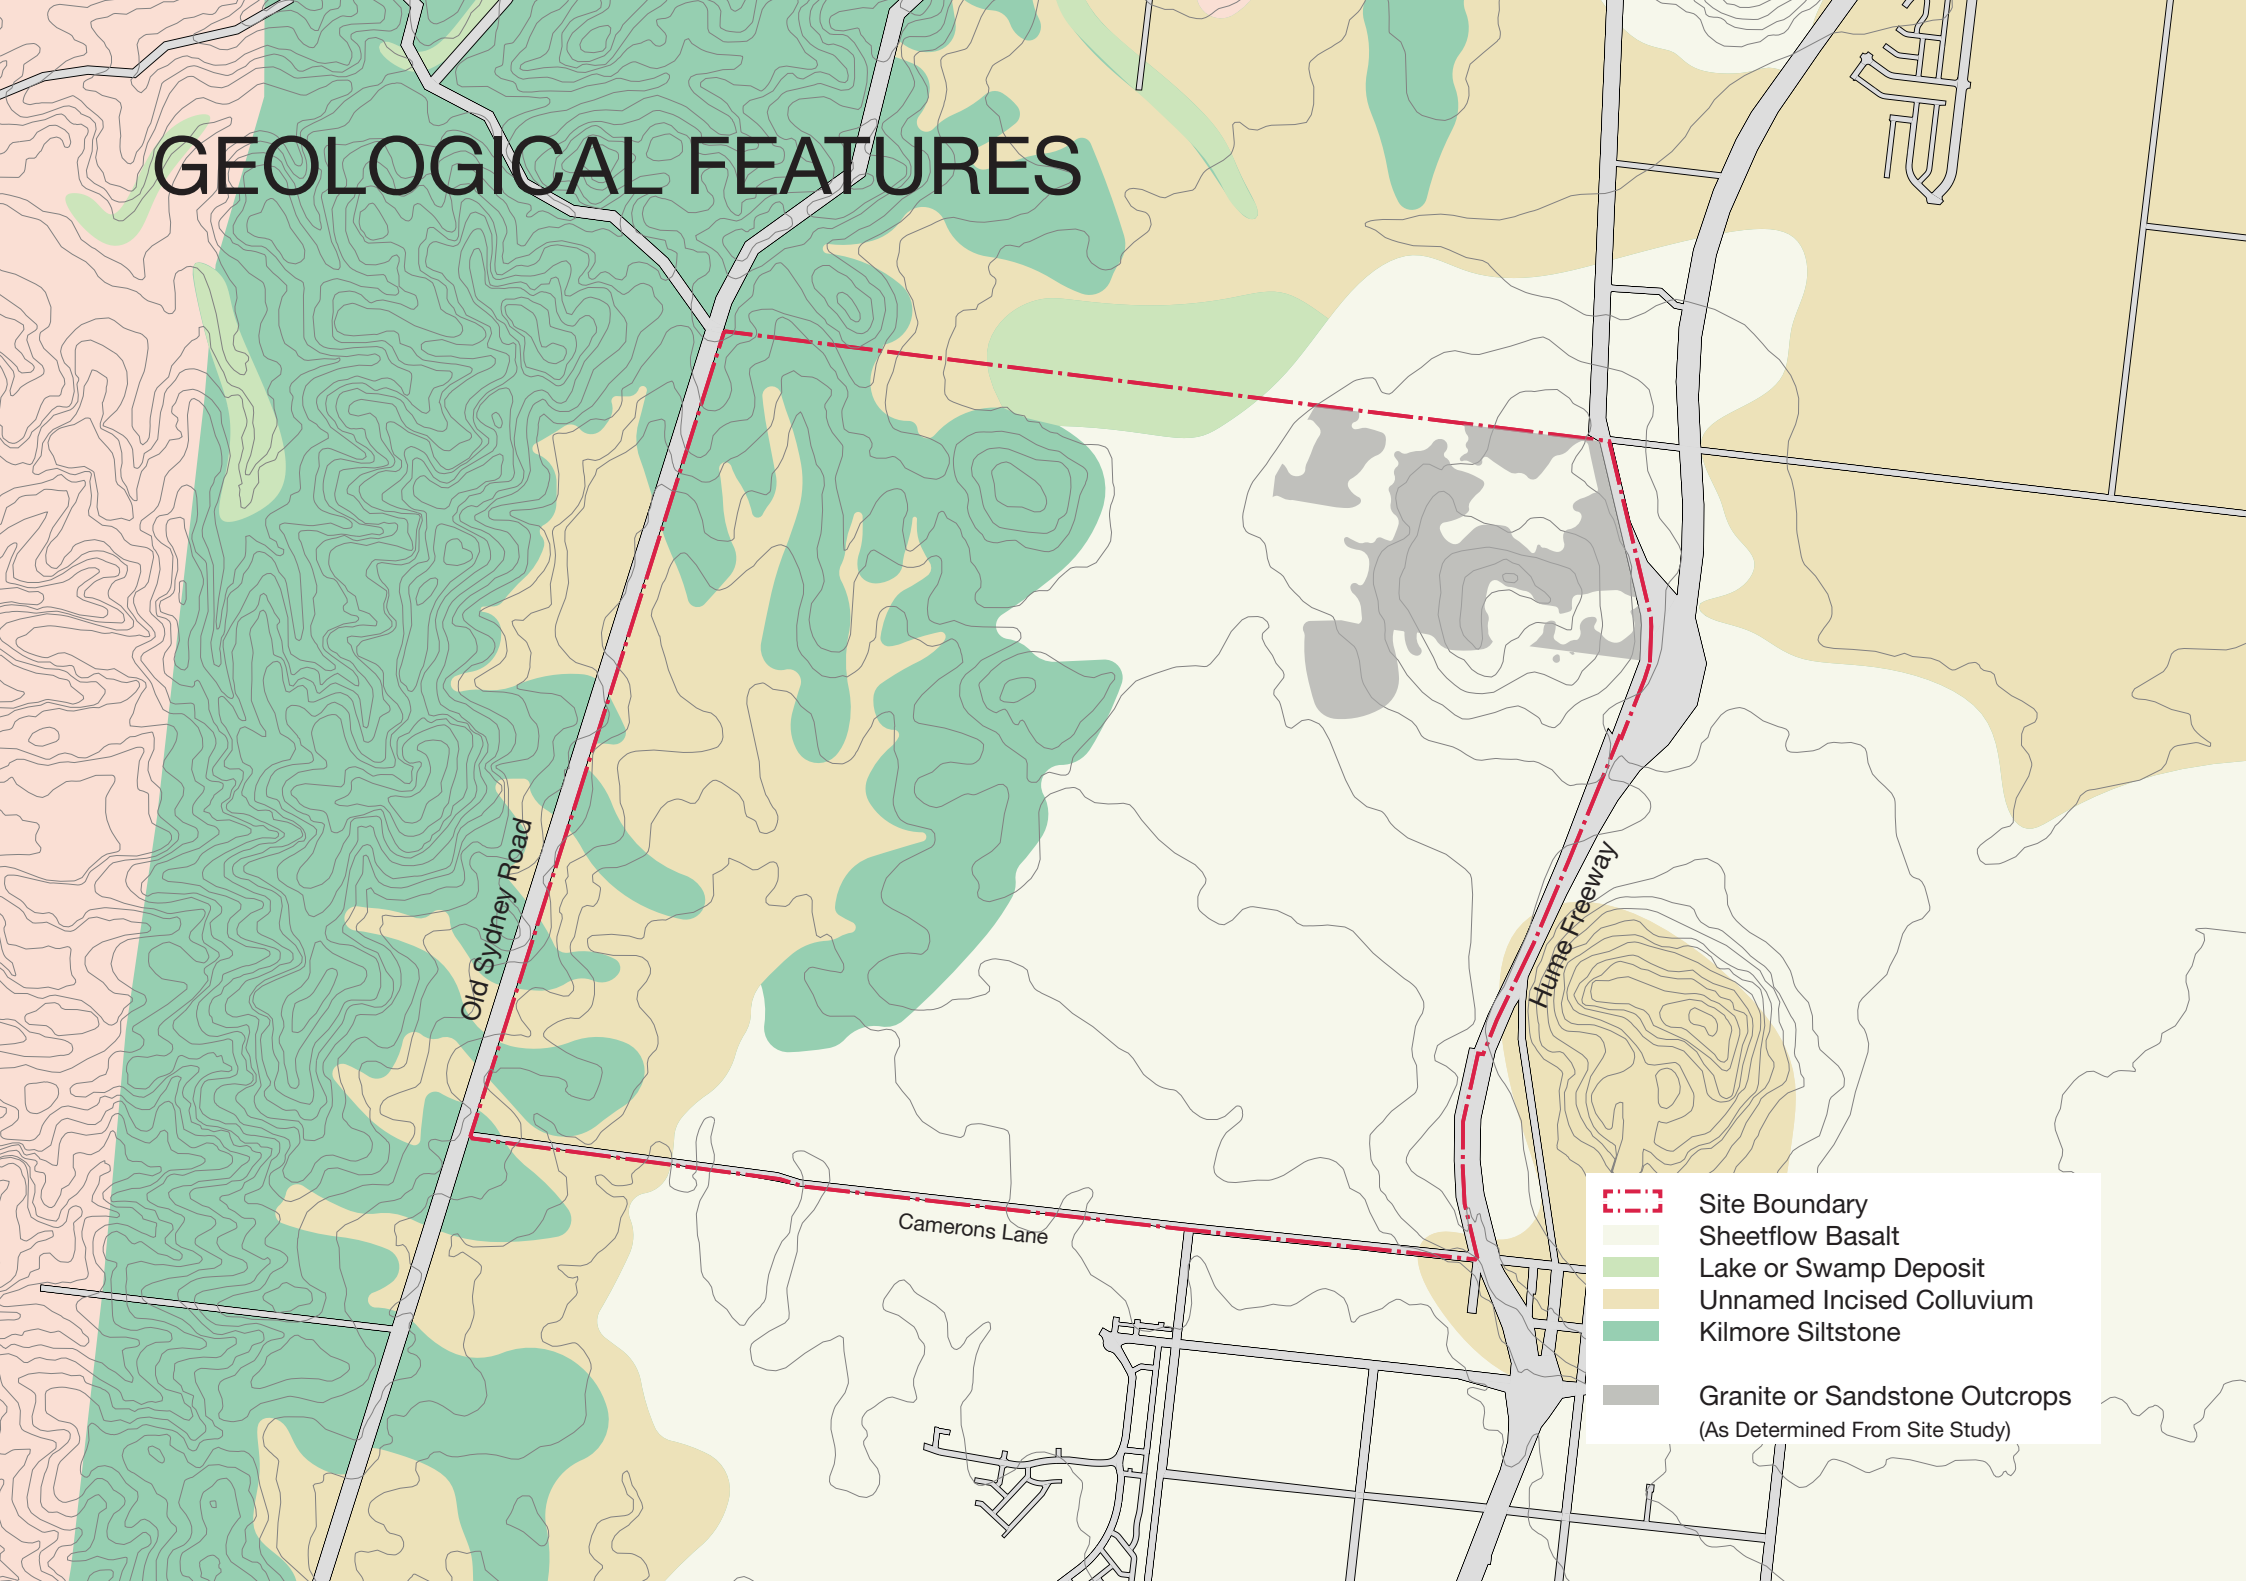 GEOLOGICAL FEATURES
Old Sydney Road
Hume Freeway
Camerons Lane
Site Boundary
Sheetflow Basalt
Lake or Swamp Deposit
Unnamed Incised Colluvium
Kilmore Siltstone
Granite or Sandstone Outcrops
(As Determined From Site Study)